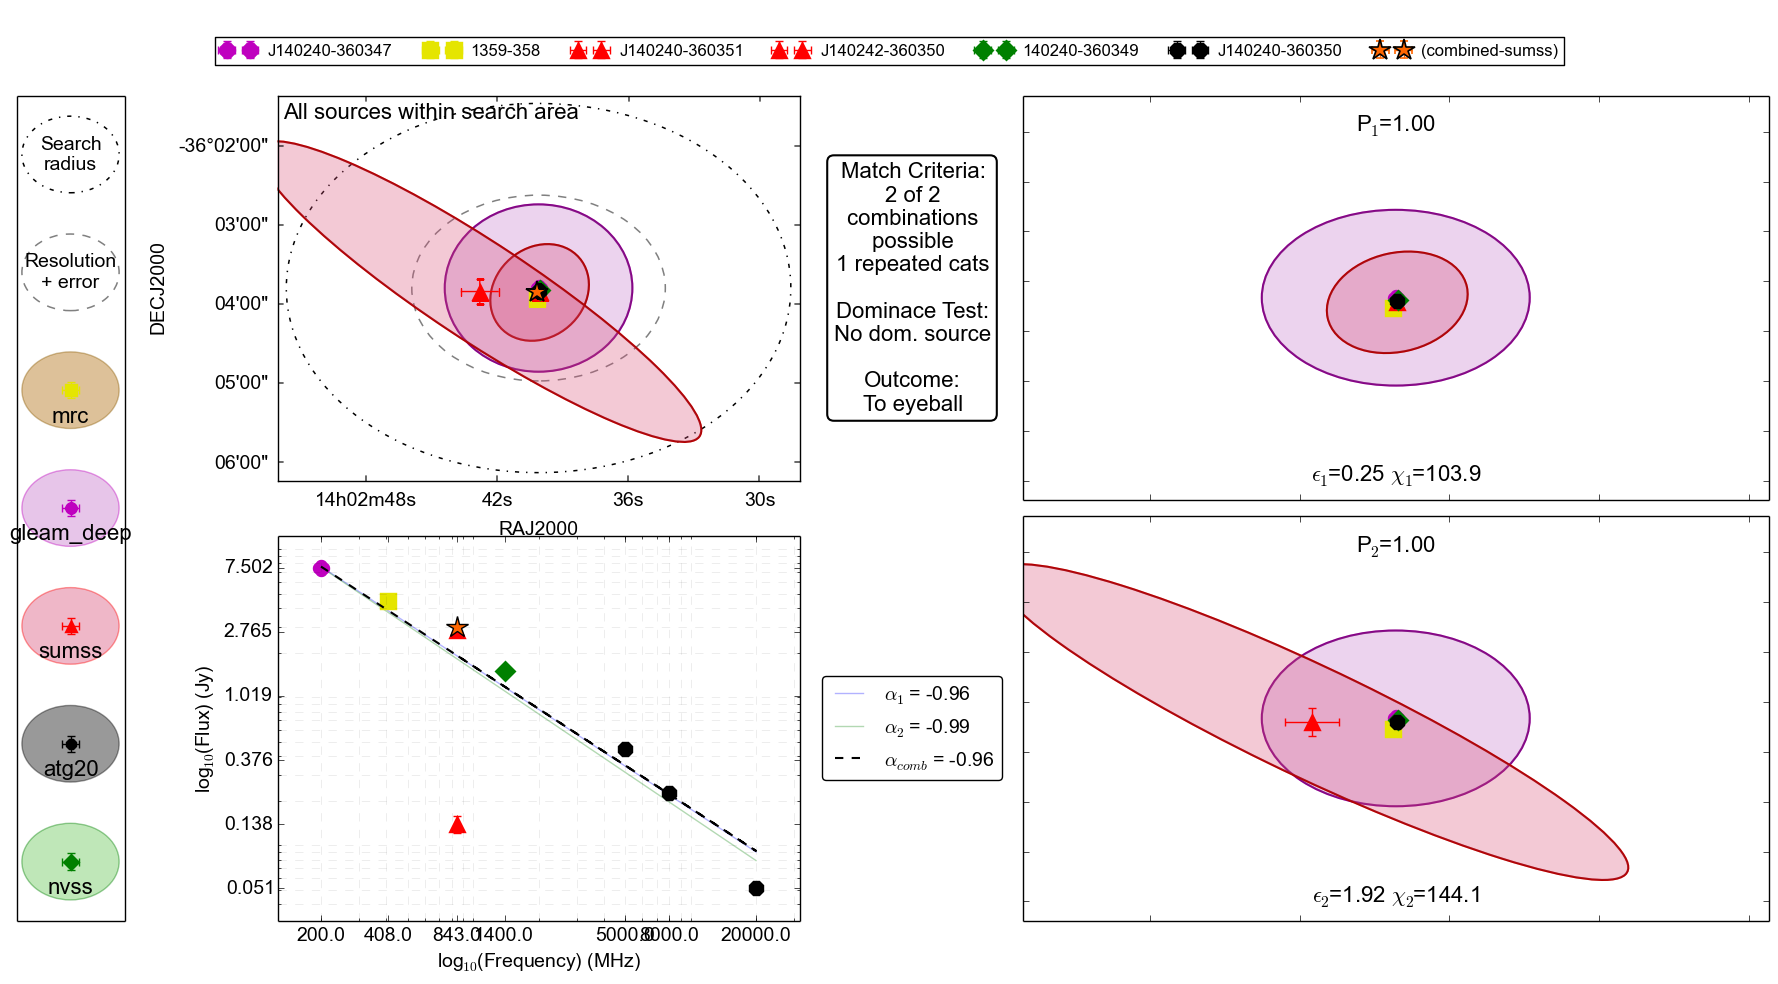 J140240-360347
1359-358
J140240-360351
J140242-360350
140240-360349
J140240-360350
(combined-sumss)
Search
radius
Resolution
+ error
mrc
gleam_deep
sumss
atg20
nvss
All sources within search area
DECJ2000
-36°02'00"
03'00"
04'00"
05'00"
06'00"
14h02m48s
42s
36s
30s
RAJ2000
Match Criteria:
2 of 2
combinations
possible
1 repeated cats
Dominace Test:
No dom. source
Outcome:
To eyeball
P1=1.00
ϵ1=0.25 χ1=103.9
P2=1.00
ϵ2=1.92 χ2=144.1
log10(Flux) (Jy)
7.502
2.765
1.019
0.376
0.138
0.051
200.0
408.0
843.0
1400.0
5000.0
8000.0
20000.0
log10(Frequency) (MHz)
α1 = -0.96
α2 = -0.99
αcomb = -0.96